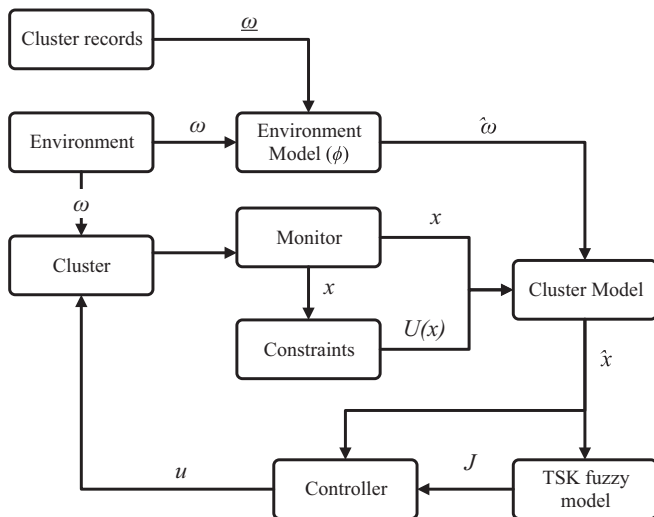 Cluster records
ω
Environment
ω
Environment
Model (ϕ)
ω̂
ω
Cluster
Monitor
x
x
Constraints
U(x)
Cluster Model
x̂
u
Controller
J
TSK fuzzy
model